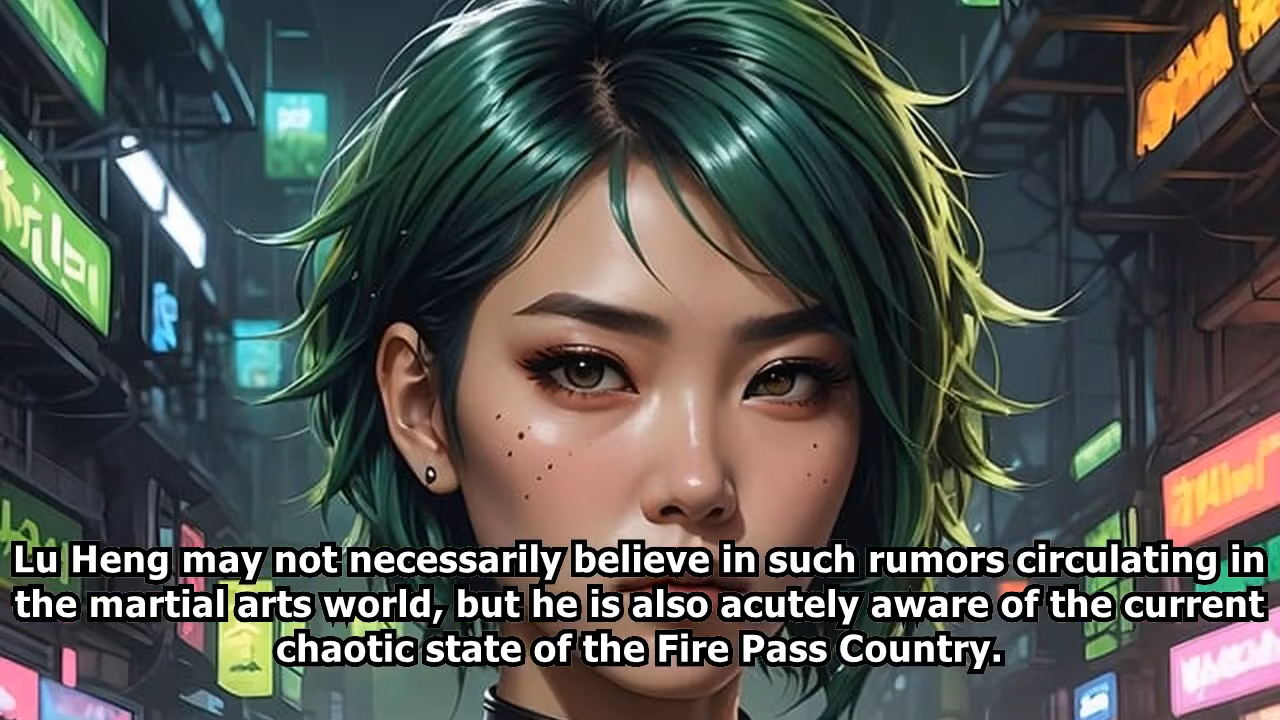 Lu Heng may not necessarily believe in such rumors circulating in
the martial arts world, but he is also acutely aware of the current
chaotic state of the Fire Pass Country.